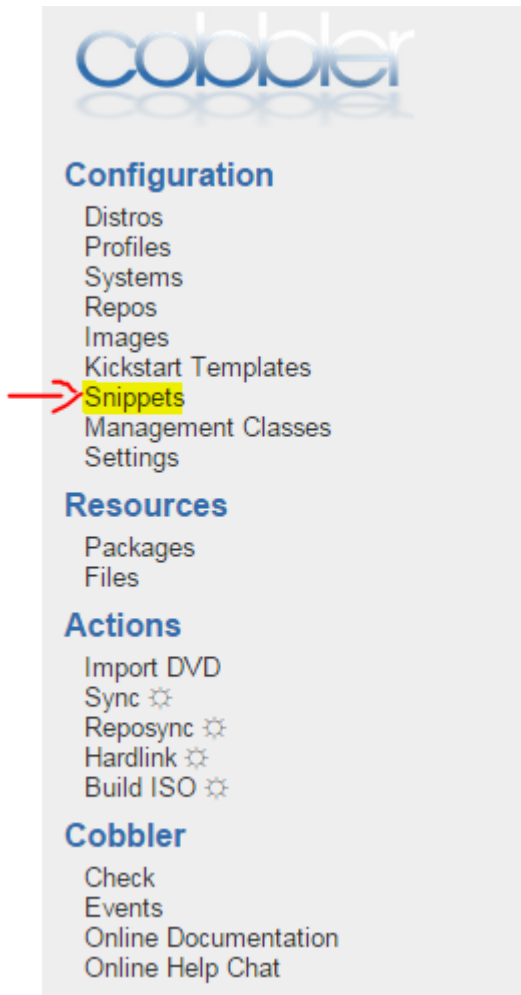 cobbler
Configuration
Distros
Profiles
Systems
Repos
Images
Kickstart Templates
Snippets
Management Classes
Settings
Resources
Packages
Files
Actions
Import DVD
Sync
Reposync
Hardlink
Build ISO
Cobbler
Check
Events
Online Documentation
Online Help Chat